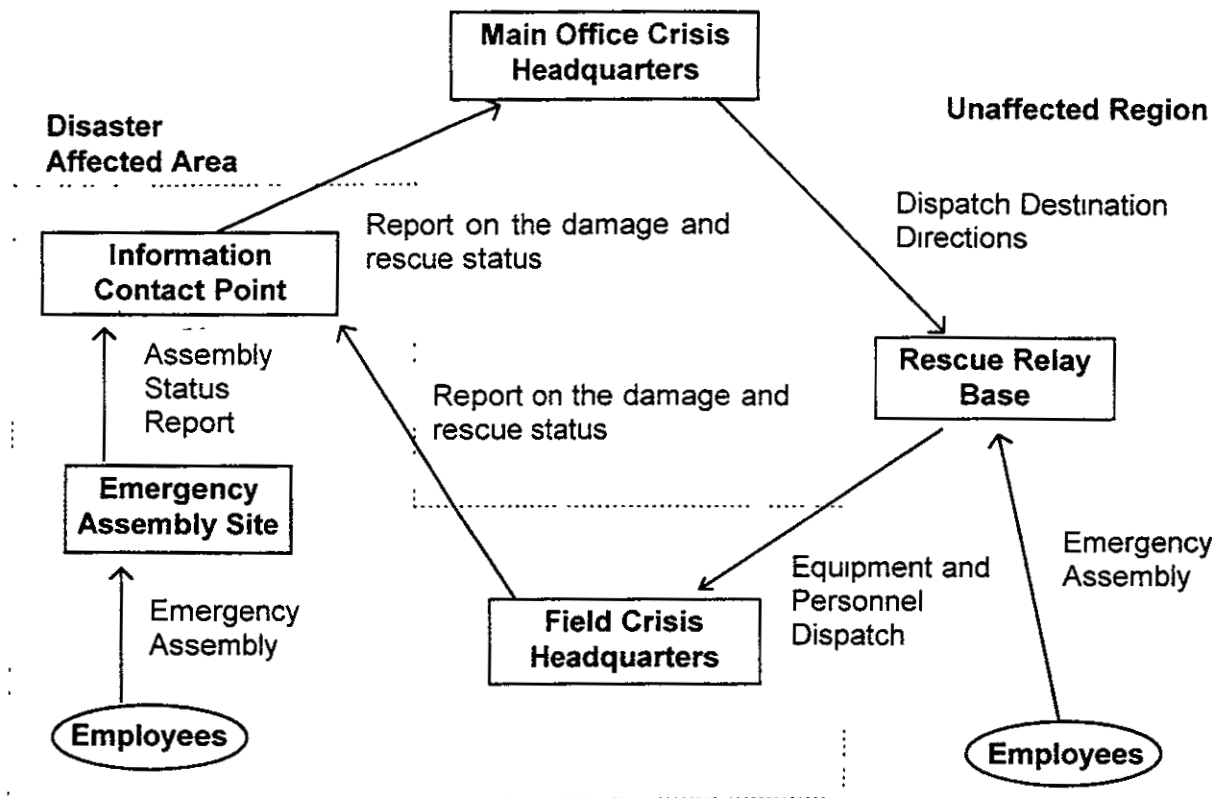 Main Office Crisis
Headquarters
Disaster
Affected Area
Unaffected Region
Report on the damage and
rescue status
Dispatch Destination
Directions
Information
Contact Point
Assembly
Status
Report
Report on the damage and
rescue status
Rescue Relay
Base
Emergency
Assembly Site
Emergency
Assembly
Equipment and
Personnel
Dispatch
Emergency
Assembly
Field Crisis
Headquarters
Employees
Employees